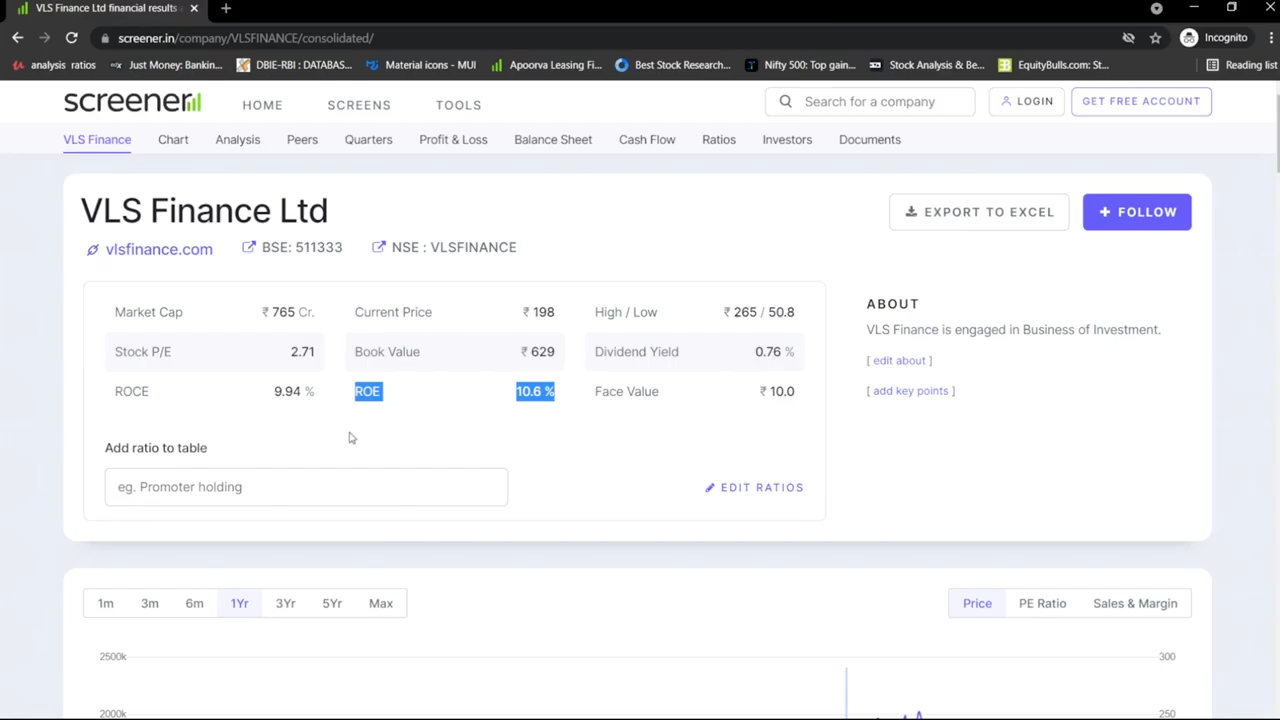 VLS Finance Ltd financial results
screener.in/company/VLSFINANCE/consolidated/
Incognito
analysis ratios
Just Money: Bankin...
DBIE-RBI : DATABAS...
Material icons - MUI
Apoorva Leasing Fi...
Best Stock Research...
Nifty 500: Top gain...
Stock Analysis & Be...
EquityBulls.com: St...
Reading list
screener
HOME
SCREENS
TOOLS
Search for a company
LOGIN
GET FREE ACCOUNT
VLS Finance
Chart
Analysis
Peers
Quarters
Profit & Loss
Balance Sheet
Cash Flow
Ratios
Investors
Documents
VLS Finance Ltd
EXPORT TO EXCEL
+ FOLLOW
vlsfinance.com
BSE: 511333
NSE : VLSFINANCE
Market Cap ₹ 765 Cr.
Current Price ₹ 198
High / Low ₹ 265 / 50.8
Stock P/E 2.71
Book Value ₹ 629
Dividend Yield 0.76 %
ROCE 9.94 %
ROE 10.6 %
Face Value ₹ 10.0
Add ratio to table
eg. Promoter holding
EDIT RATIOS
ABOUT
VLS Finance is engaged in Business of Investment.
[ edit about ]
[ add key points ]
1m
3m
6m
1Yr
3Yr
5Yr
Max
Price
PE Ratio
Sales & Margin
2500k
300
2000k
250